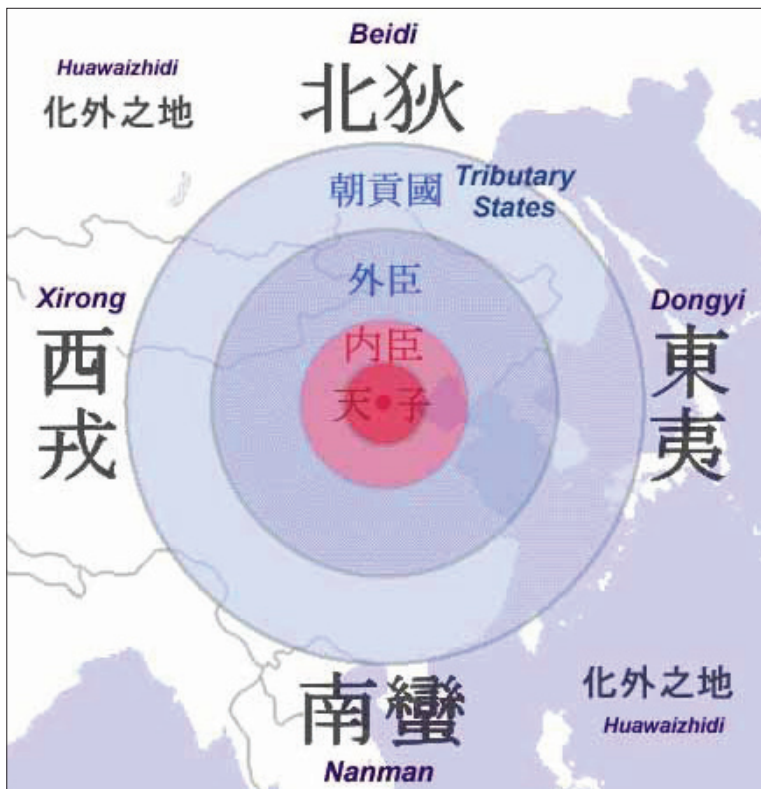 Beidi
Huawaizhidi
北狄
化外之地
朝貢國
Tributary
States
外臣
Xirong
Dongyi
内臣
西戎
東夷
天子
化外之地
南蠻
Huawaizhidi
Nanman